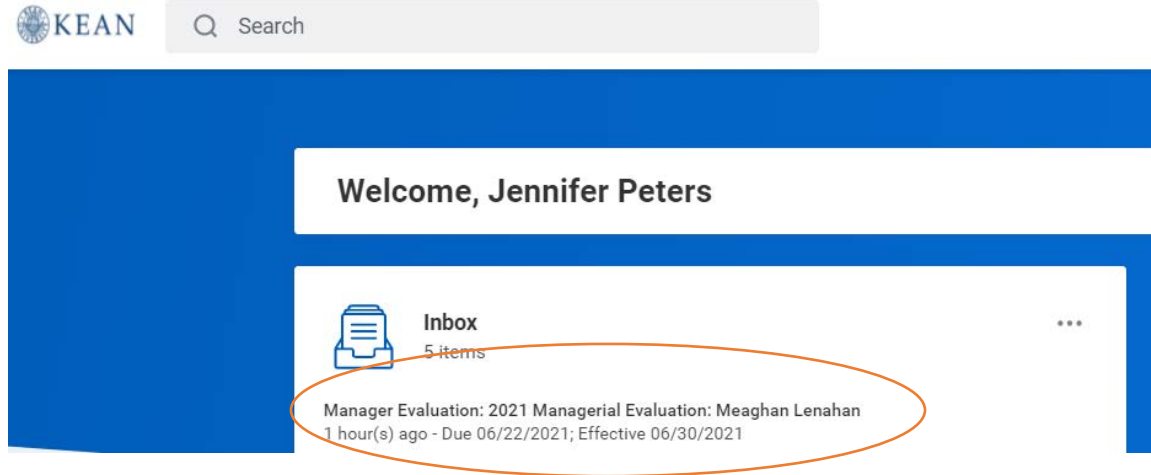 KEAN
Search
Welcome, Jennifer Peters
Inbox
5 items
Manager Evaluation: 2021 Managerial Evaluation: Meaghan Lenahan
1 hour(s) ago - Due 06/22/2021; Effective 06/30/2021